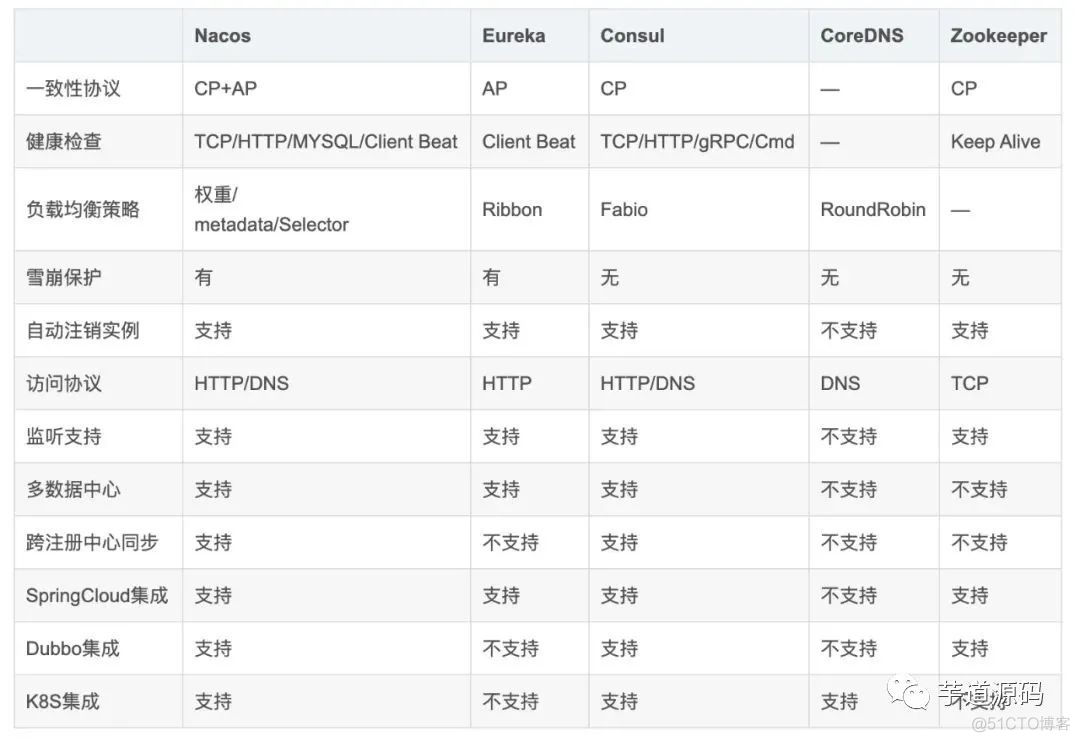 Nacos Eureka Consul CoreDNS Zookeeper
一致性协议 CP+AP AP CP — CP
健康检查 TCP/HTTP/MYSQL/Client Beat Client Beat TCP/HTTP/gRPC/Cmd — Keep Alive
负载均衡策略 权重/
metadata/Selector Ribbon Fabio RoundRobin —
雪崩保护 有 有 无 无 无
自动注销实例 支持 支持 支持 不支持 支持
访问协议 HTTP/DNS HTTP HTTP/DNS DNS TCP
监听支持 支持 支持 支持 不支持 支持
多数据中心 支持 支持 支持 不支持 不支持
跨注册中心同步 支持 不支持 支持 不支持 不支持
SpringCloud集成 支持 支持 支持 不支持 支持
Dubbo集成 支持 不支持 支持 不支持 支持
K8S集成 支持 不支持 支持 支持 不支持
芋道源码
@51CTO博客